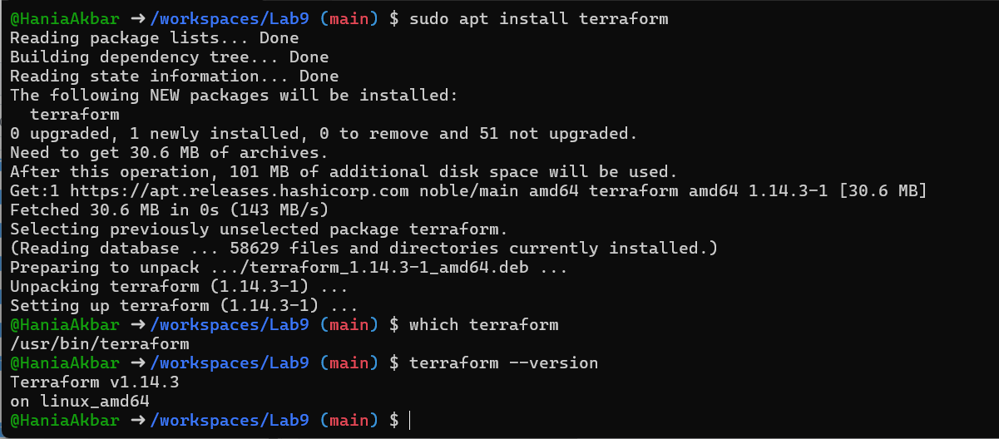 @HaniaAkbar ➜ /workspaces/Lab9 (main) $ sudo apt install terraform
Reading package lists... Done
Building dependency tree... Done
Reading state information... Done
The following NEW packages will be installed:
  terraform
0 upgraded, 1 newly installed, 0 to remove and 51 not upgraded.
Need to get 30.6 MB of archives.
After this operation, 101 MB of additional disk space will be used.
Get:1 https://apt.releases.hashicorp.com noble/main amd64 terraform amd64 1.14.3-1 [30.6 MB]
Fetched 30.6 MB in 0s (143 MB/s)
Selecting previously unselected package terraform.
(Reading database ... 58629 files and directories currently installed.)
Preparing to unpack .../terraform_1.14.3-1_amd64.deb ...
Unpacking terraform (1.14.3-1) ...
Setting up terraform (1.14.3-1) ...
@HaniaAkbar ➜ /workspaces/Lab9 (main) $ which terraform
/usr/bin/terraform
@HaniaAkbar ➜ /workspaces/Lab9 (main) $ terraform --version
Terraform v1.14.3
on linux_amd64
@HaniaAkbar ➜ /workspaces/Lab9 (main) $